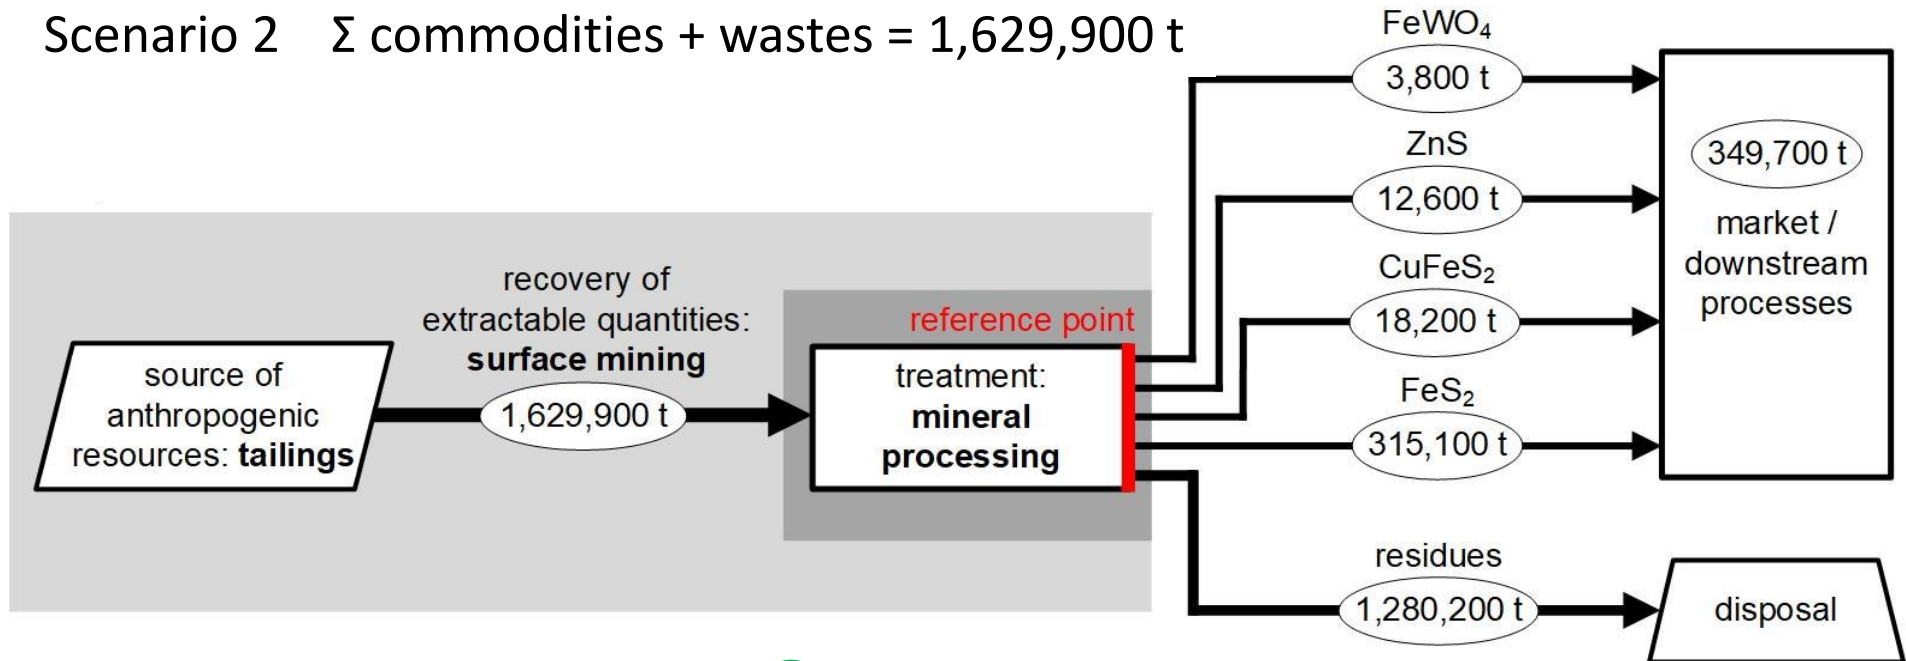 Scenario 2    Σ commodities + wastes = 1,629,900 t
FeWO₄
3,800 t
ZnS
12,600 t
CuFeS₂
18,200 t
FeS₂
315,100 t
349,700 t
market /
downstream
processes
recovery of
extractable quantities:
surface mining
1,629,900 t
source of
anthropogenic
resources: tailings
reference point
treatment:
mineral
processing
residues
1,280,200 t
disposal